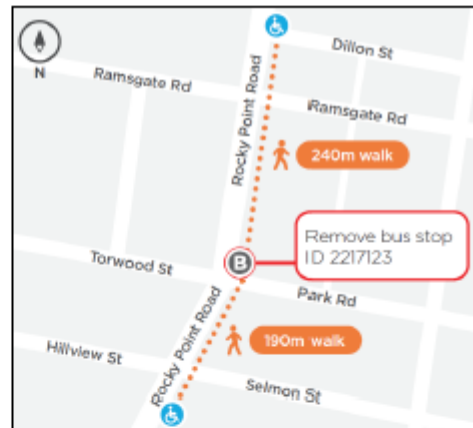 Dillon St
N
Ramsgate Rd
Ramsgate Rd
Rocky Point Road
240m walk
Remove bus stop
ID 2217123
B
Torwood St
Park Rd
Rocky Point Road
190m walk
Hillview St
Selmon St